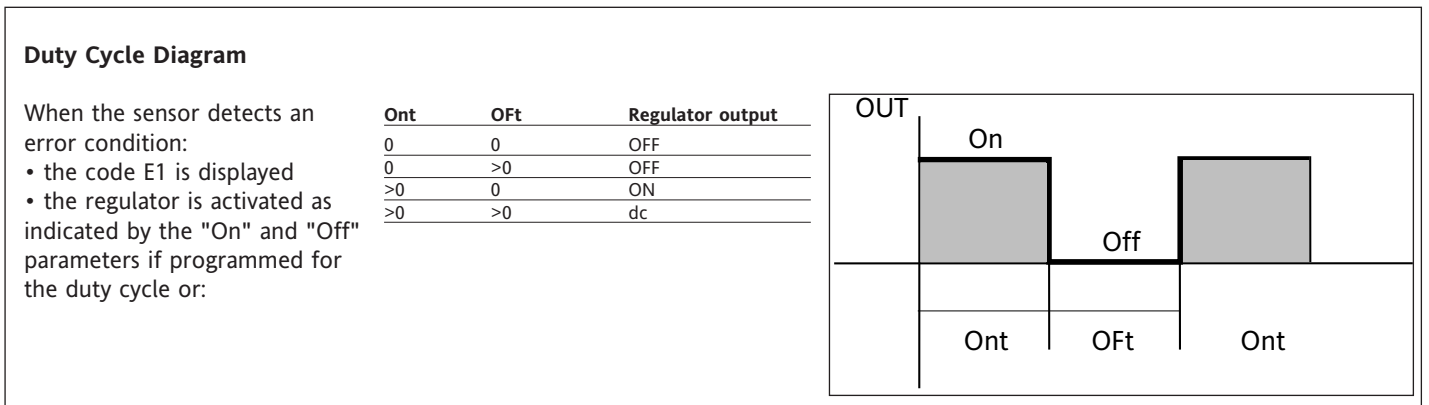 Duty Cycle Diagram
When the sensor detects an
error condition:
• the code E1 is displayed
• the regulator is activated as
indicated by the "On" and "Off"
parameters if programmed for
the duty cycle or:
Ont OFt Regulator output
0 0 OFF
0 >0 OFF
>0 0 ON
>0 >0 dc
OUT
On
Off
Ont OFt Ont